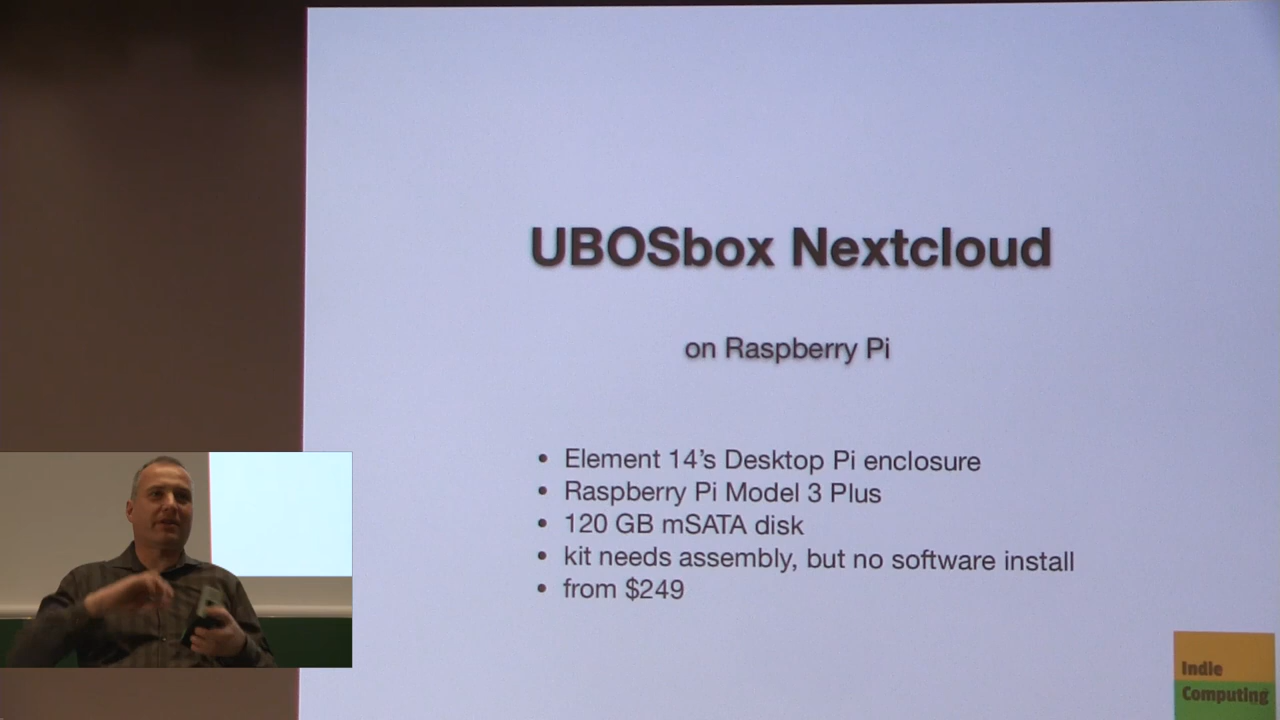 UBOSbox Nextcloud
on Raspberry Pi
• Element 14’s Desktop Pi enclosure
• Raspberry Pi Model 3 Plus
• 120 GB mSATA disk
• kit needs assembly, but no software install
• from $249
Indie
Computing